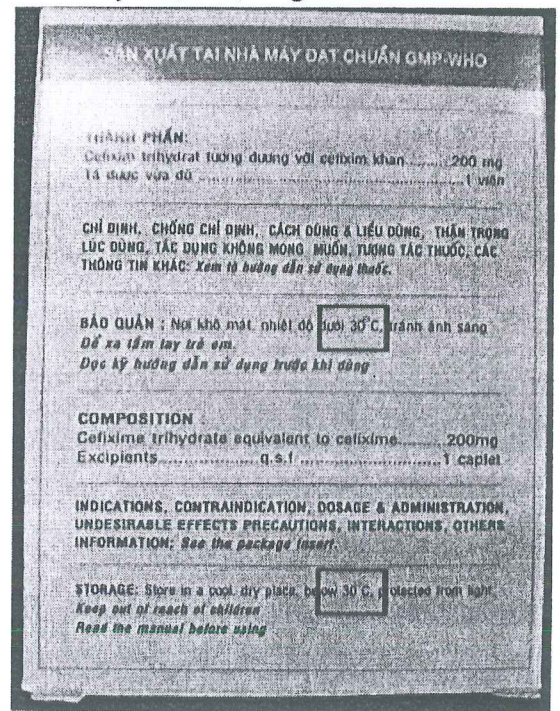 SẢN XUẤT TẠI NHÀ MÁY ĐẠT CHUẨN GMP-WHO
THÀNH PHẦN:
Cefixim trihydrat tương đương với cefixim khan.........200 mg
Tá dược vừa đủ ..........................................................1 viên
CHỈ ĐỊNH, CHỐNG CHỈ ĐỊNH, CÁCH DÙNG & LIỀU DÙNG, THẬN TRỌNG
LÚC DÙNG, TÁC DỤNG KHÔNG MONG MUỐN, TƯƠNG TÁC THUỐC, CÁC
THÔNG TIN KHÁC: Xem tờ hướng dẫn sử dụng thuốc.
BẢO QUẢN : Nơi khô mát, nhiệt độ dưới 30°C, tránh ánh sáng
Để xa tầm tay trẻ em.
Đọc kỹ hướng dẫn sử dụng trước khi dùng
COMPOSITION :
Cefixime trihydrate equivalent to cefixime.........200mg
Excipients....................q.s.f ................................1 caplet
INDICATIONS, CONTRAINDICATION, DOSAGE & ADMINISTRATION,
UNDESIRABLE EFFECTS PRECAUTIONS, INTERACTIONS, OTHERS
INFORMATION: See the package insert.
STORAGE: Store in a cool, dry place, below 30°C, protected from light
Keep out of reach of children
Read the manual before using